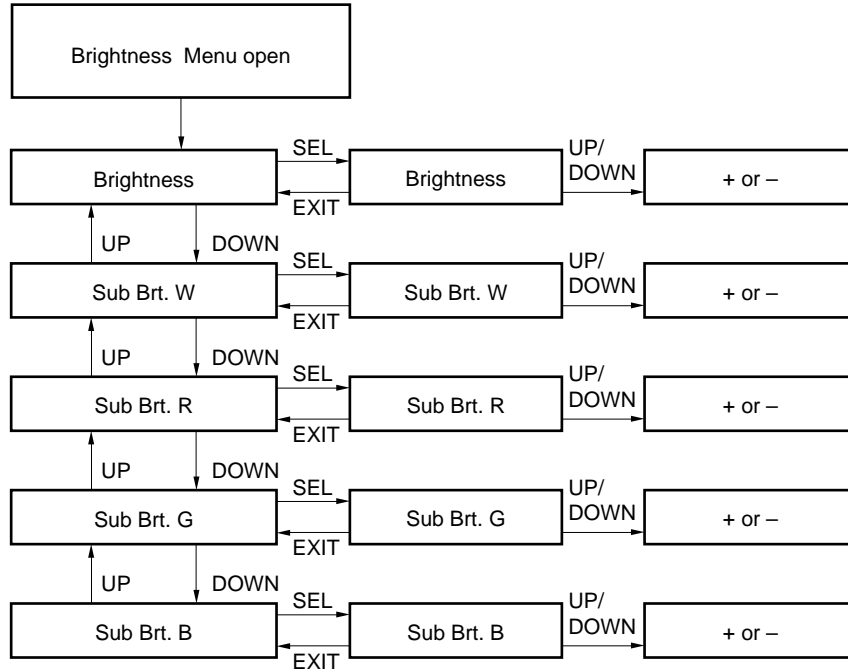 Brightness Menu open
SEL
UP/
DOWN
Brightness
Brightness
+ or –
EXIT
UP
DOWN
SEL
UP/
DOWN
Sub Brt. W
Sub Brt. W
+ or –
EXIT
UP
DOWN
SEL
UP/
DOWN
Sub Brt. R
Sub Brt. R
+ or –
EXIT
UP
DOWN
SEL
UP/
DOWN
Sub Brt. G
Sub Brt. G
+ or –
EXIT
UP
DOWN
SEL
UP/
DOWN
Sub Brt. B
Sub Brt. B
+ or –
EXIT